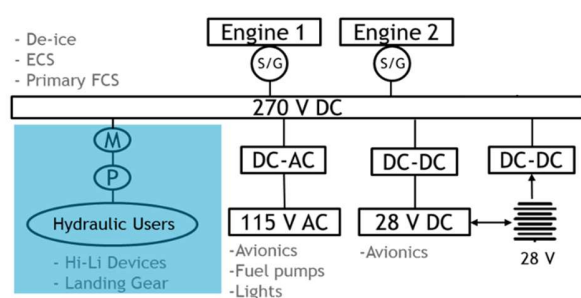 - De-ice
- ECS
- Primary FCS
Engine 1
Engine 2
S/G
S/G
270 V DC
M
P
Hydraulic Users
- Hi-Li Devices
- Landing Gear
DC-AC
DC-DC
DC-DC
115 V AC
28 V DC
28 V
-Avionics
-Fuel pumps
-Lights
-Avionics